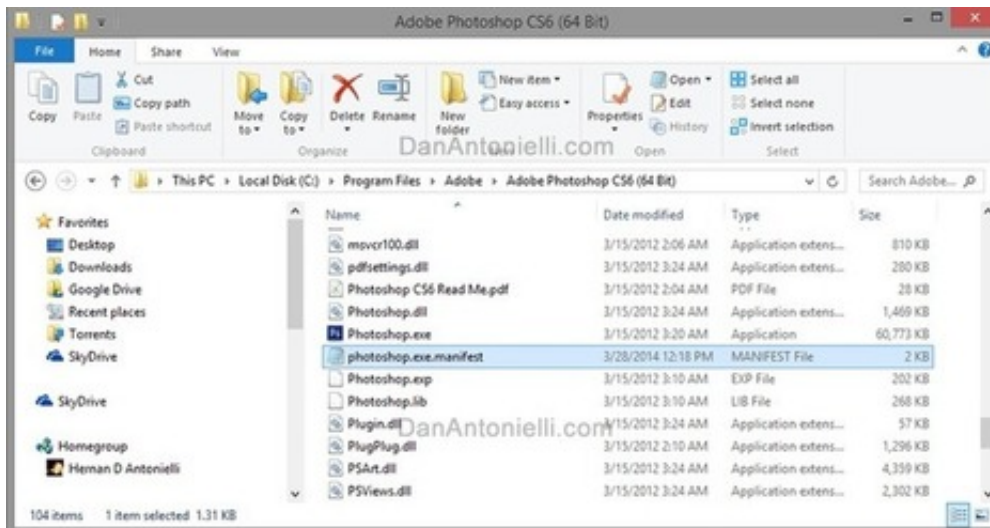 Adobe Photoshop CS6 (64 Bit)
File Home Share View
Copy
Paste
Cut
Copy path
Paste shortcut
Move to
Copy to
Delete
Rename
New folder
New item
Easy access
Properties
Open
Edit
History
Select all
Select none
Invert selection
Clipboard Organize Open Select
DanAntonielli.com
This PC Local Disk (C:) Program Files Adobe Adobe Photoshop CS6 (64 Bit) Search Adobe...
Name Date modified Type Size
Favorites
Desktop
Downloads
Google Drive
Recent places
Torrents
SkyDrive
SkyDrive
Homegroup
Hernan D Antonielli
msvcr100.dll 3/15/2012 2:06 AM Application extens... 810 KB
pdfsettings.dll 3/15/2012 3:24 AM Application extens... 280 KB
Photoshop CS6 Read Me.pdf 3/15/2012 2:04 AM PDF File 28 KB
Photoshop.dll 3/15/2012 3:24 AM Application extens... 1,469 KB
Ps Photoshop.exe 3/15/2012 3:20 AM Application 60,773 KB
photoshop.exe.manifest 3/28/2014 12:18 PM MANIFEST File 2 KB
Photoshop.exp 3/15/2012 3:10 AM EXP File 202 KB
Photoshop.lib 3/15/2012 3:10 AM LIB File 268 KB
Plugin.dll 3/15/2012 3:24 AM Application extens... 57 KB
DanAntonielli.com
PlugPlug.dll 3/15/2012 2:10 AM Application extens... 1,296 KB
PSArt.dll 3/15/2012 3:24 AM Application extens... 4,359 KB
PSViews.dll 3/15/2012 3:24 AM Application extens... 2,302 KB
104 items 1 item selected 1.31 KB